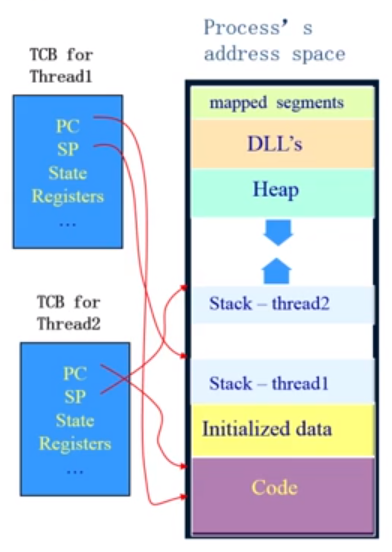 Process’s
address space
TCB for
Thread1
PC
SP
State
Registers
...
mapped segments
DLL's
Heap
Stack – thread2
TCB for
Thread2
PC
SP
State
Registers
...
Stack – thread1
Initialized data
Code